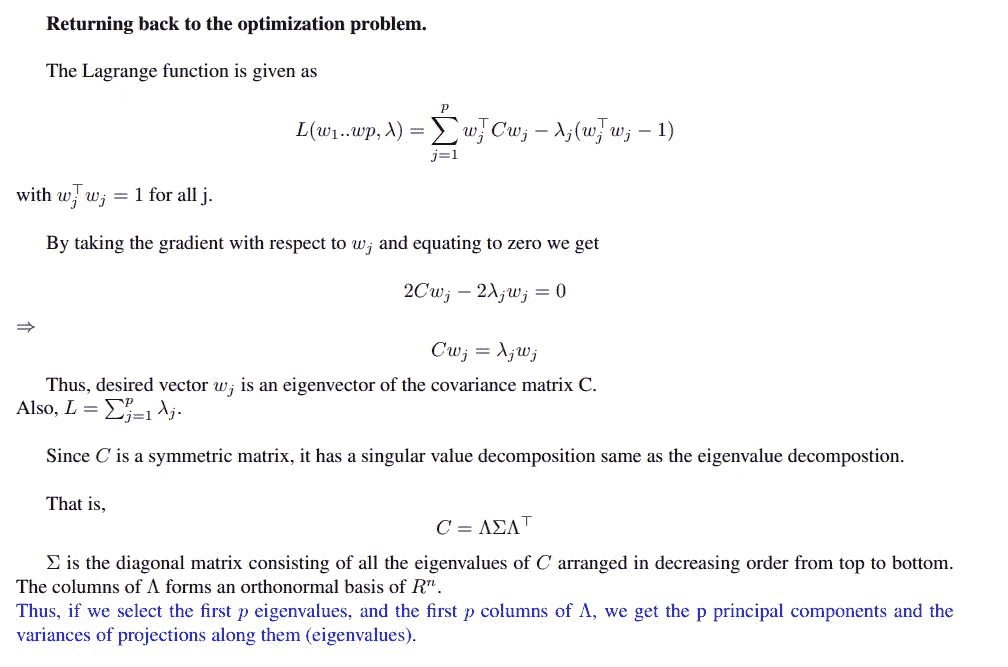 Returning back to the optimization problem.
The Lagrange function is given as
$$L(w_1..wp, \lambda) = \sum_{j=1}^{p} w_j^\top C w_j - \lambda_j (w_j^\top w_j - 1)$$
with $w_j^\top w_j = 1$ for all j.
By taking the gradient with respect to $w_j$ and equating to zero we get
$$2Cw_j - 2\lambda_j w_j = 0$$
⇒
$$Cw_j = \lambda_j w_j$$
Thus, desired vector $w_j$ is an eigenvector of the covariance matrix C.
Also, $L = \sum_{j=1}^{p} \lambda_j$.
Since $C$ is a symmetric matrix, it has a singular value decomposition same as the eigenvalue decompostion.
That is,
$$C = \Lambda \Sigma \Lambda^\top$$
$\Sigma$ is the diagonal matrix consisting of all the eigenvalues of $C$ arranged in decreasing order from top to bottom.
The columns of $\Lambda$ forms an orthonormal basis of $R^n$.
Thus, if we select the first $p$ eigenvalues, and the first $p$ columns of $\Lambda$, we get the p principal components and the
variances of projections along them (eigenvalues).